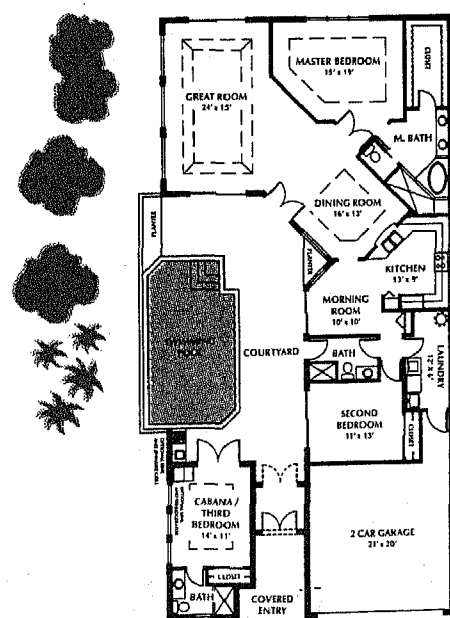 MASTER BEDROOM
15' x 19'
CLOSET
GREAT ROOM
24' x 15'
M. BATH
DINING ROOM
16' x 13'
PLANTER
PLANTER
KITCHEN
13' x 9'
MORNING
ROOM
10' x 10'
SWIMMING
POOL
COURTYARD
BATH
LAUNDRY
SECOND
BEDROOM
11' x 13'
CLOSET
CABANA /
THIRD
BEDROOM
14' x 11'
2 CAR GARAGE
21' x 20'
CLOSET
BATH
COVERED
ENTRY